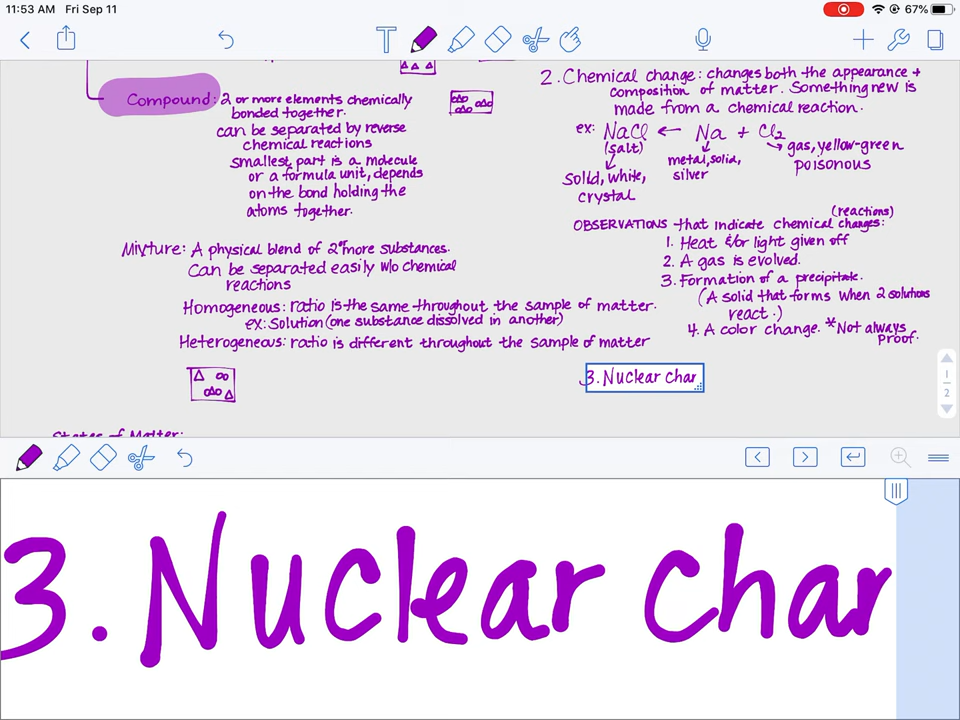 11:53 AM Fri Sep 11
67%
T
Compound: 2 or more elements chemically
bonded together.
can be separated by reverse
chemical reactions
smallest part is a molecule
or a formula unit, depends
on the bond holding the
atoms together.
Mixture: A physical blend of 2 or more substances.
Can be separated easily w/o chemical
reactions
Homogeneous: ratio is the same throughout the sample of matter.
ex: Solution (one substance dissolved in another)
Heterogeneous: ratio is different throughout the sample of matter
States of Matter:
2. Chemical change: changes both the appearance +
composition of matter. Something new is
made from a chemical reaction.
ex: NaCl ← Na + Cl2
(salt)
solid, white,
crystal
metal, solid,
silver
gas, yellow-green
poisonous
(reactions)
OBSERVATIONS that indicate chemical changes:
1. Heat &/or light given off
2. A gas is evolved.
3. Formation of a precipitate.
(A solid that forms when 2 solutions
react.)
4. A color change. *Not always
proof.
3. Nuclear Char
1
2
3. Nuclear Char